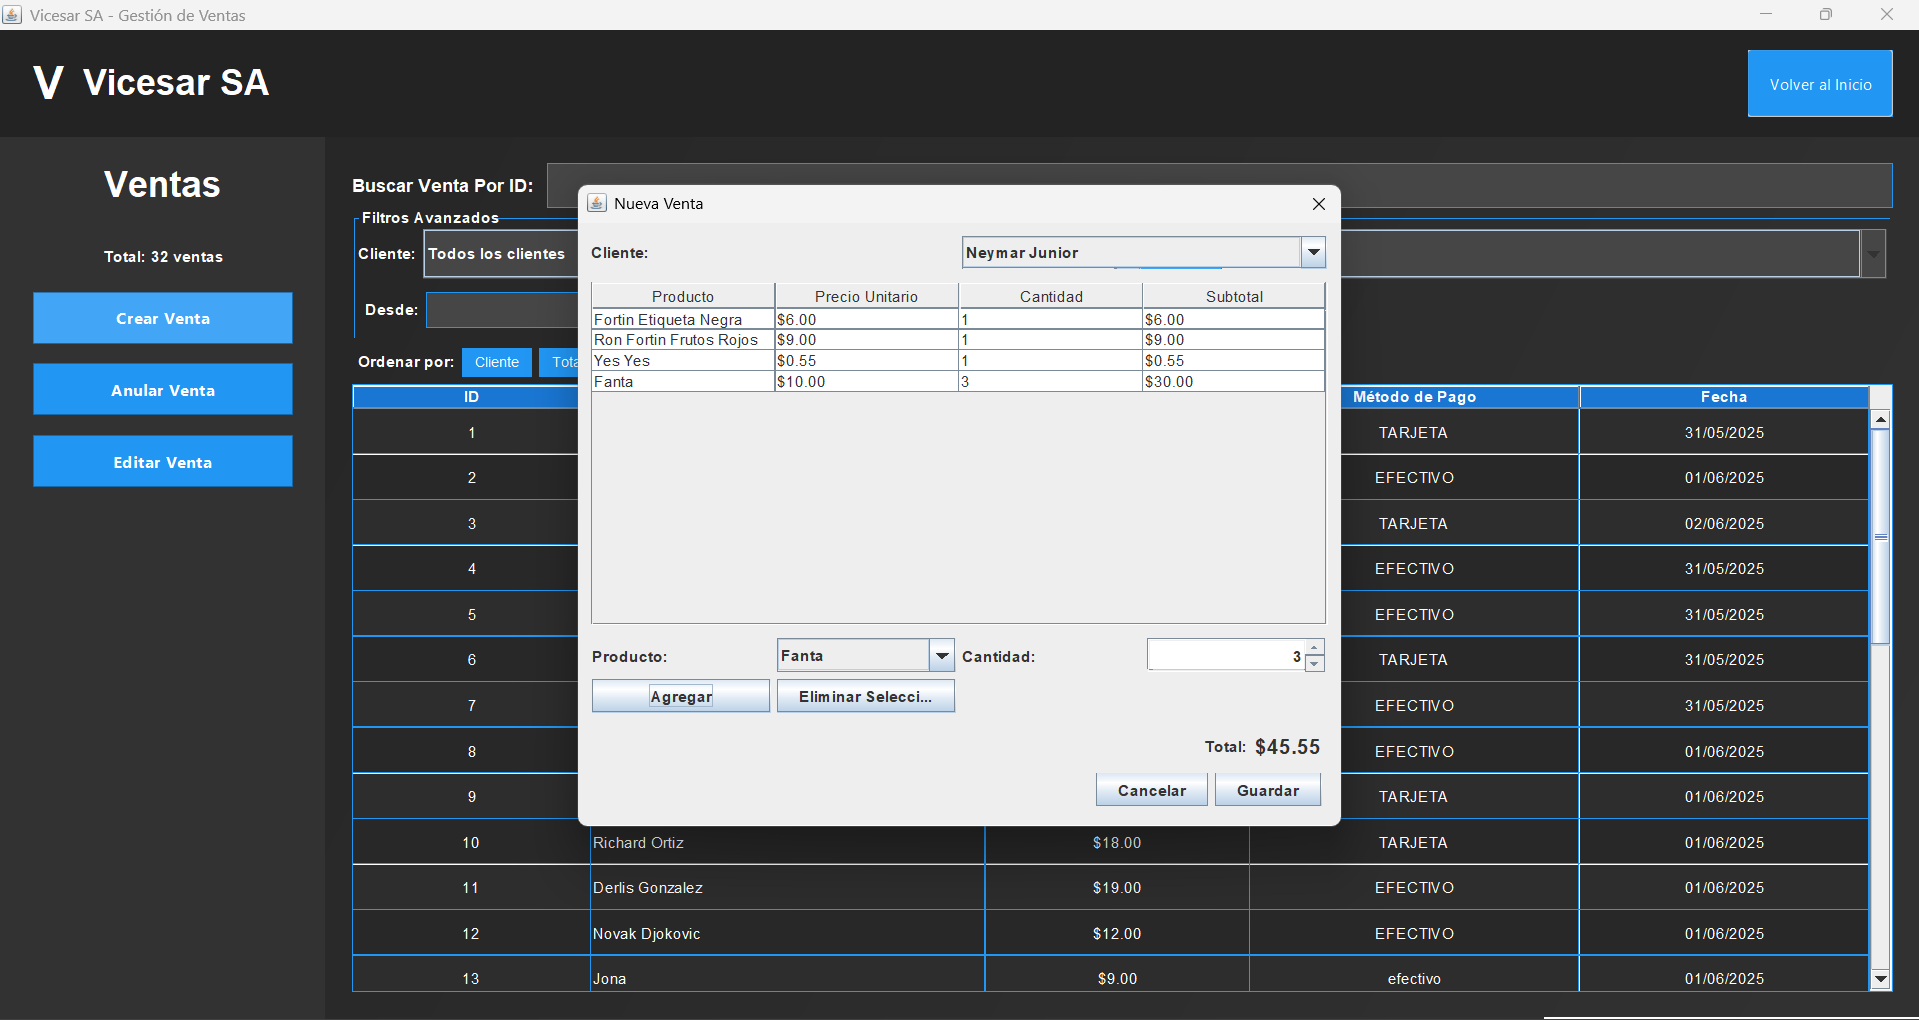 Vicesar SA - Gestión de Ventas
V Vicesar SA
Volver al Inicio
Ventas
Total: 32 ventas
Crear Venta
Anular Venta
Editar Venta
Buscar Venta Por ID:
Filtros Avanzados
Cliente: Todos los clientes
Desde:
Ordenar por: Cliente
ID Método de Pago Fecha
1 TARJETA 31/05/2025
2 EFECTIVO 01/06/2025
3 TARJETA 02/06/2025
4 EFECTIVO 31/05/2025
5 EFECTIVO 31/05/2025
6 TARJETA 31/05/2025
7 EFECTIVO 31/05/2025
8 EFECTIVO 01/06/2025
9 TARJETA 01/06/2025
10 Richard Ortiz $18.00 TARJETA 01/06/2025
11 Derlis Gonzalez $19.00 EFECTIVO 01/06/2025
12 Novak Djokovic $12.00 EFECTIVO 01/06/2025
13 Jona $9.00 efectivo 01/06/2025
Nueva Venta
Cliente: Neymar Junior
Producto Precio Unitario Cantidad Subtotal
Fortin Etiqueta Negra $6.00 1 $6.00
Ron Fortin Frutos Rojos $9.00 1 $9.00
Yes Yes $0.55 1 $0.55
Fanta $10.00 3 $30.00
Producto: Fanta Cantidad: 3
Agregar Eliminar Selecci...
Total: $45.55
Cancelar Guardar